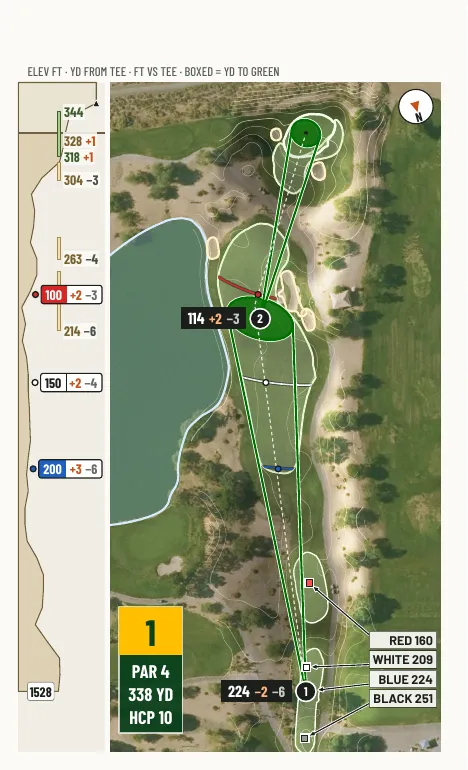 ELEV FT · YD FROM TEE · FT VS TEE · BOXED = YD TO GREEN
344
328 +1
318 +1
304 −3
263 −4
100 +2 −3
214 −6
150 +2 −4
200 +3 −6
1528
N
114 +2 −3 2
224 −2 −6 1
RED 160
WHITE 209
BLUE 224
BLACK 251
1
PAR 4
338 YD
HCP 10